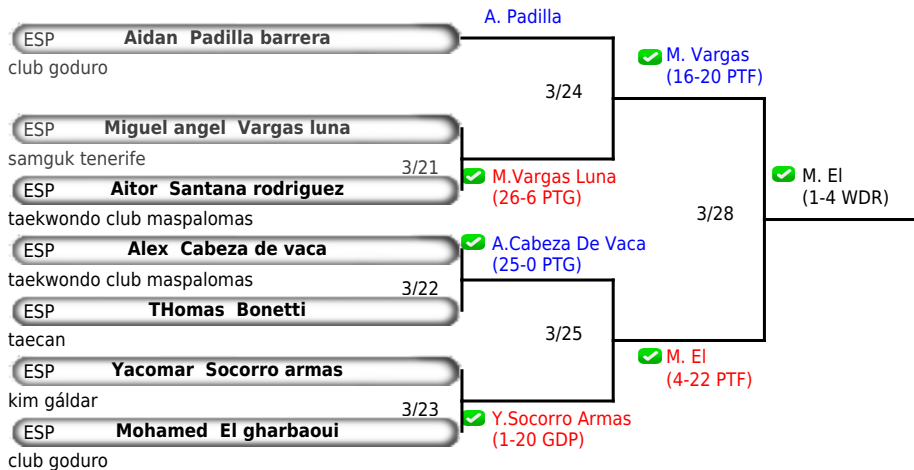 A. Padilla
ESP Aidan Padilla barrera
club goduro
M. Vargas
(16-20 PTF)
3/24
ESP Miguel angel Vargas luna
samguk tenerife
3/21
M.Vargas Luna
(26-6 PTG)
ESP Aitor Santana rodriguez
taekwondo club maspalomas
M. El
(1-4 WDR)
3/28
ESP Alex Cabeza de vaca
taekwondo club maspalomas
A.Cabeza De Vaca
(25-0 PTG)
3/22
ESP THomas Bonetti
taecan
3/25
M. El
(4-22 PTF)
ESP Yacomar Socorro armas
kim gáldar
3/23
Y.Socorro Armas
(1-20 GDP)
ESP Mohamed El gharbaoui
club goduro